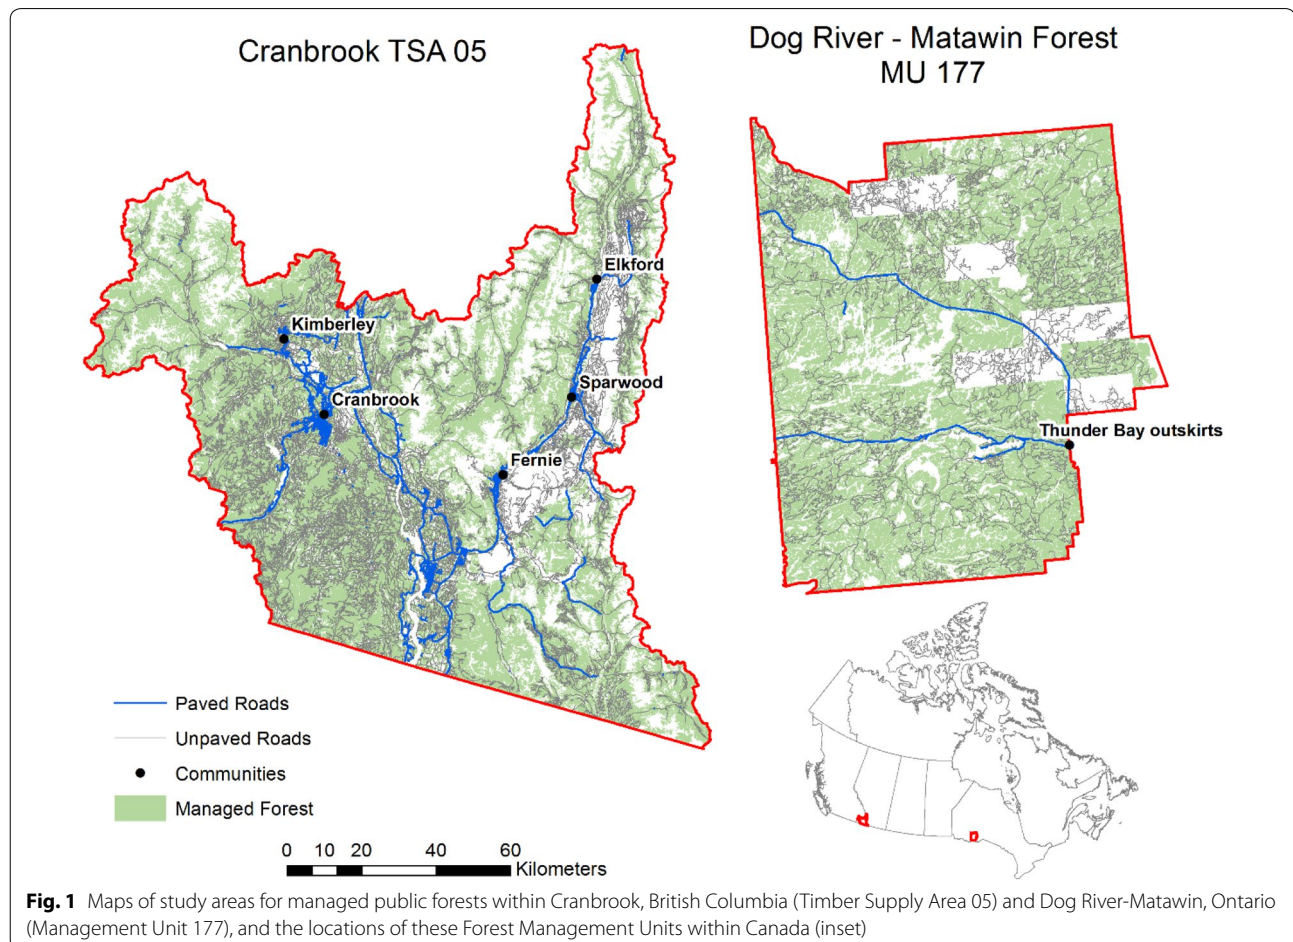 Cranbrook TSA 05
Dog River - Matawin Forest
MU 177
Elkford
Kimberley
Sparwood
Cranbrook
Thunder Bay outskirts
Fernie
Paved Roads
Unpaved Roads
Communities
Managed Forest
0 10 20 40 60
Kilometers
Fig. 1 Maps of study areas for managed public forests within Cranbrook, British Columbia (Timber Supply Area 05) and Dog River-Matawin, Ontario
(Management Unit 177), and the locations of these Forest Management Units within Canada (inset)